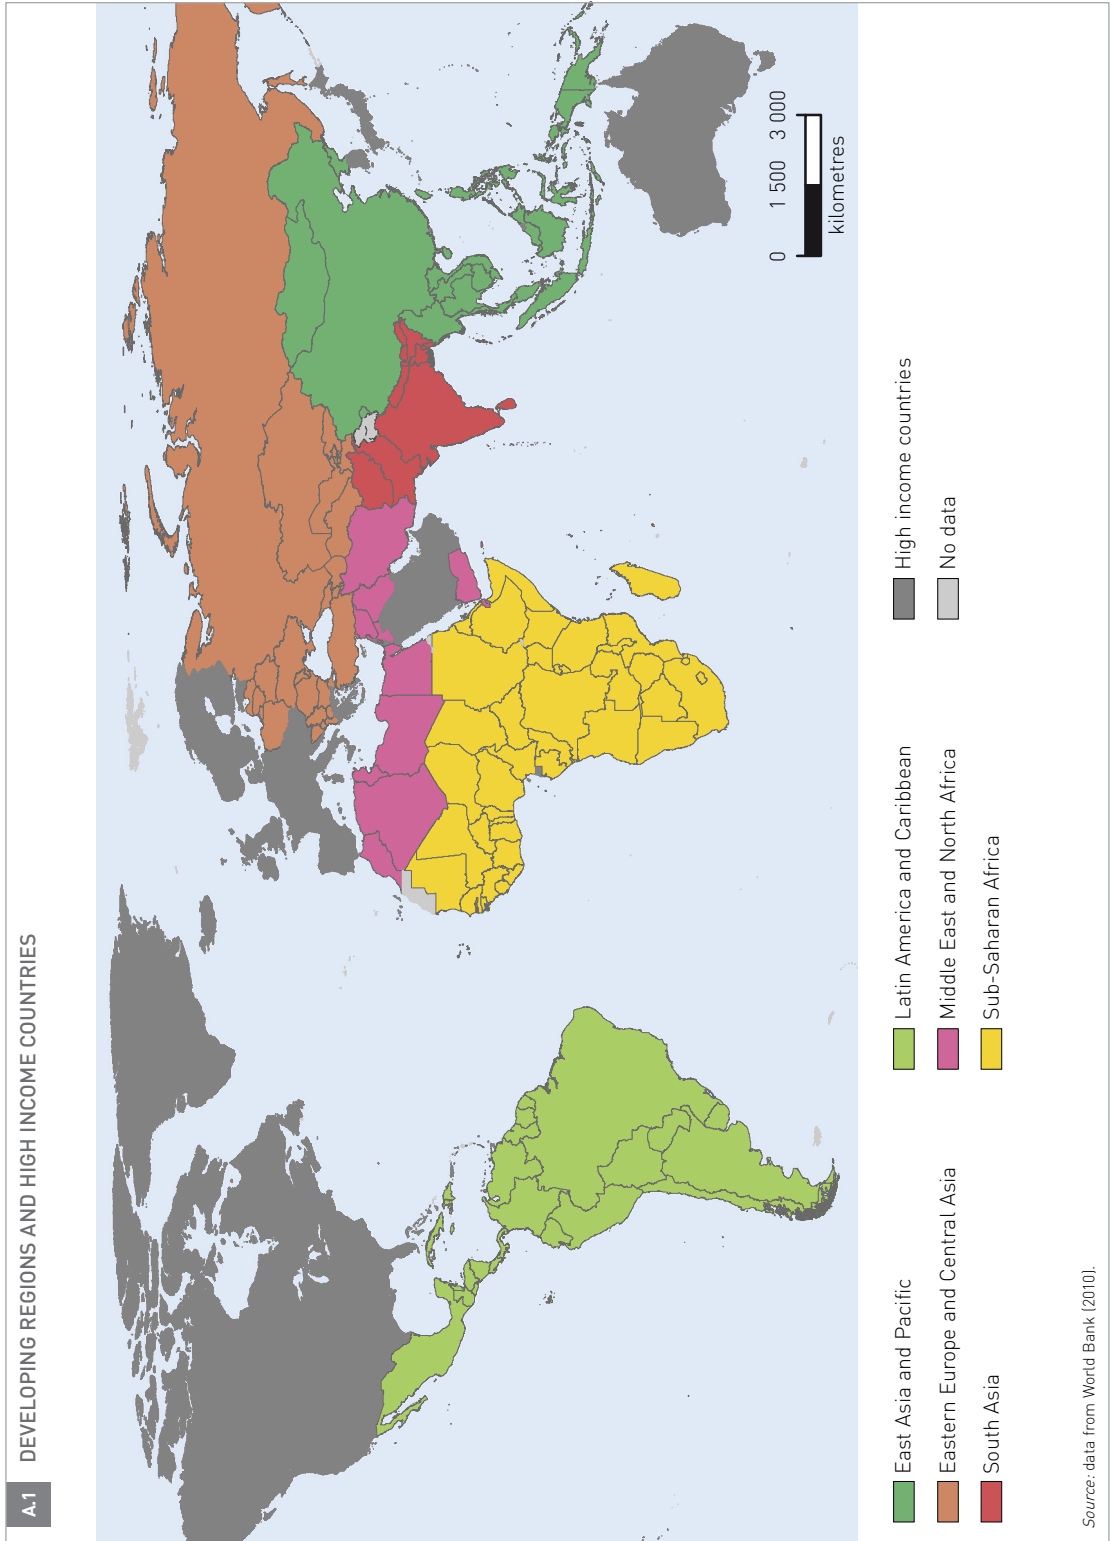 A.1 DEVELOPING REGIONS AND HIGH INCOME COUNTRIES
0 1 500 3 000
kilometres
East Asia and Pacific
Eastern Europe and Central Asia
South Asia
Latin America and Caribbean
Middle East and North Africa
Sub-Saharan Africa
High income countries
No data
Source: data from World Bank (2010).